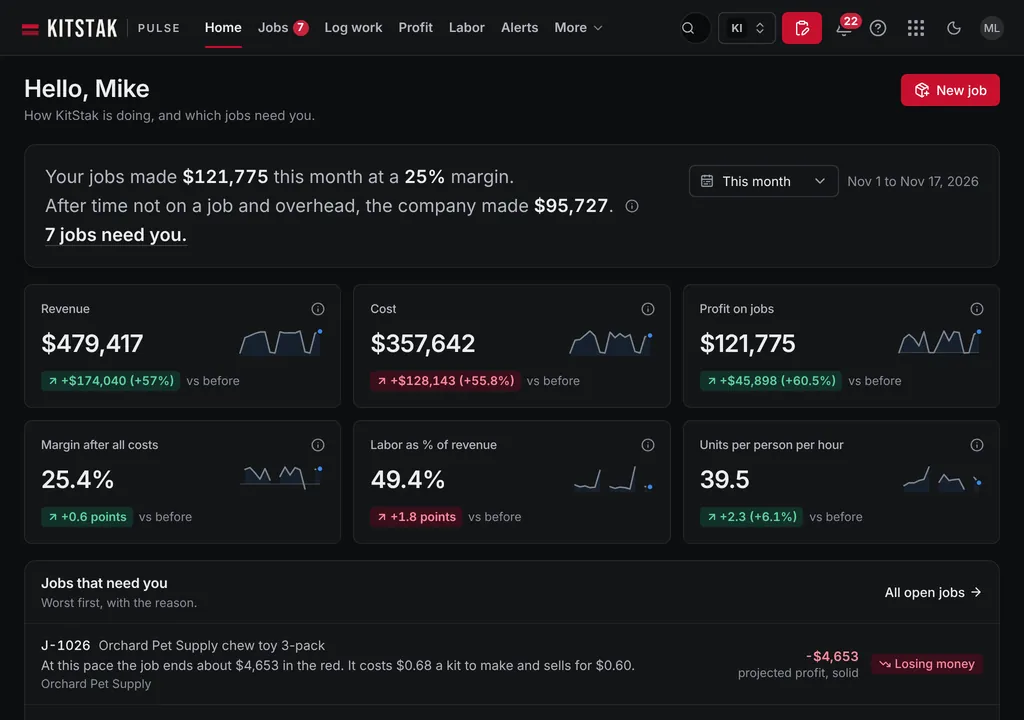 KITSTAK PULSE Home Jobs 7 Log work Profit Labor Alerts More KI 22 ML
Hello, Mike
How KitStak is doing, and which jobs need you.
New job
Your jobs made $121,775 this month at a 25% margin.
After time not on a job and overhead, the company made $95,727.
7 jobs need you.
This month
Nov 1 to Nov 17, 2026
Revenue
$479,417
+$174,040 (+57%) vs before
Cost
$357,642
+$128,143 (+55.8%) vs before
Profit on jobs
$121,775
+$45,898 (+60.5%) vs before
Margin after all costs
25.4%
+0.6 points vs before
Labor as % of revenue
49.4%
+1.8 points vs before
Units per person per hour
39.5
+2.3 (+6.1%) vs before
Jobs that need you
Worst first, with the reason.
All open jobs
J-1026 Orchard Pet Supply chew toy 3-pack
At this pace the job ends about $4,653 in the red. It costs $0.68 a kit to make and sells for $0.60.
Orchard Pet Supply
-$4,653
projected profit, solid
Losing money